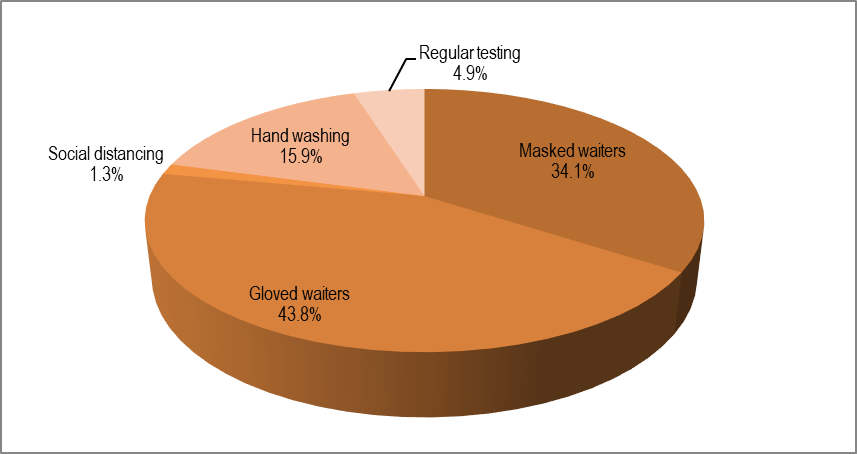 Regular testing
4.9%
Masked waiters
34.1%
Hand washing
15.9%
Social distancing
1.3%
Gloved waiters
43.8%